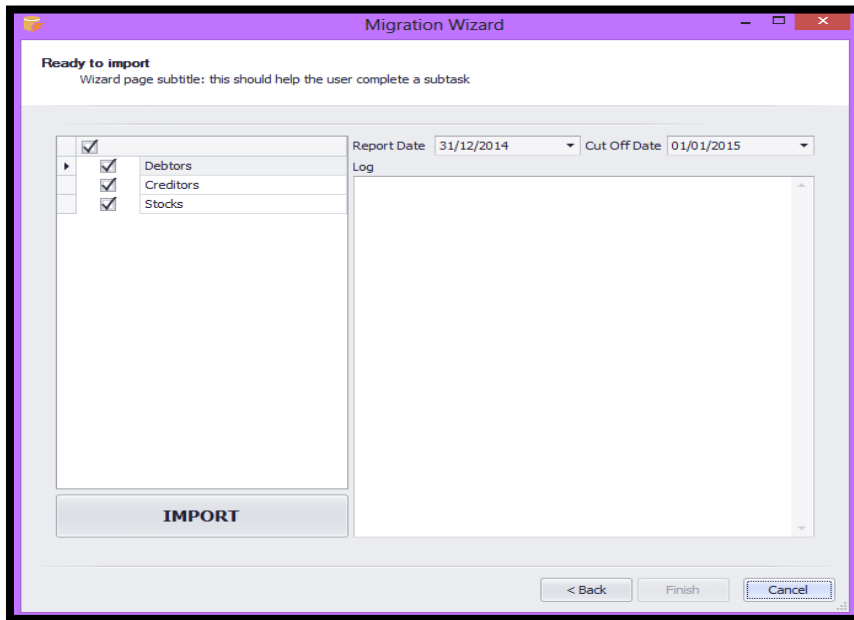 Migration Wizard
Ready to import
Wizard page subtitle: this should help the user complete a subtask
Report Date 31/12/2014 Cut Off Date 01/01/2015
Debtors
Creditors
Stocks
Log
IMPORT
< Back Finish Cancel